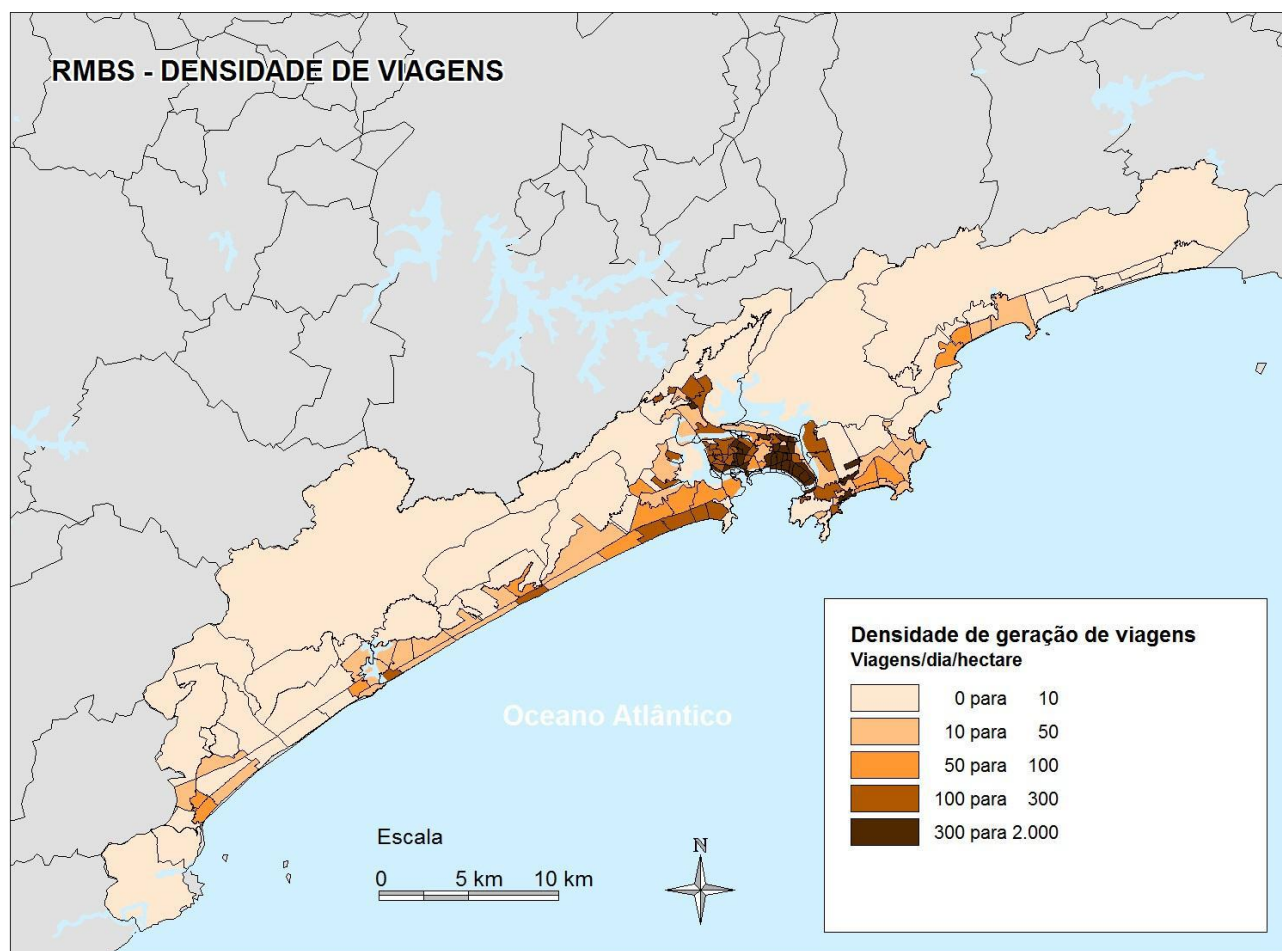 RMBS - DENSIDADE DE VIAGENS
Oceano Atlântico
Densidade de geração de viagens
Viagens/dia/hectare
0 para 10
10 para 50
50 para 100
100 para 300
300 para 2.000
Escala
0 5 km 10 km
N